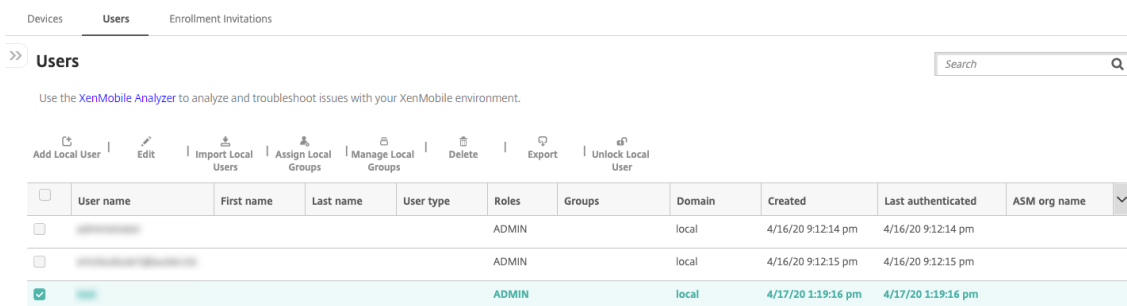 Devices Users Enrollment Invitations
Users
Search
Use the XenMobile Analyzer to analyze and troubleshoot issues with your XenMobile environment.
Add Local User | Edit | Import Local Users | Assign Local Groups | Manage Local Groups | Delete | Export | Unlock Local User
User name First name Last name User type Roles Groups Domain Created Last authenticated ASM org name
ADMIN local 4/16/20 9:12:14 pm 4/16/20 9:12:14 pm
ADMIN local 4/16/20 9:12:15 pm 4/16/20 9:12:15 pm
ADMIN local 4/17/20 1:19:16 pm 4/17/20 1:19:16 pm